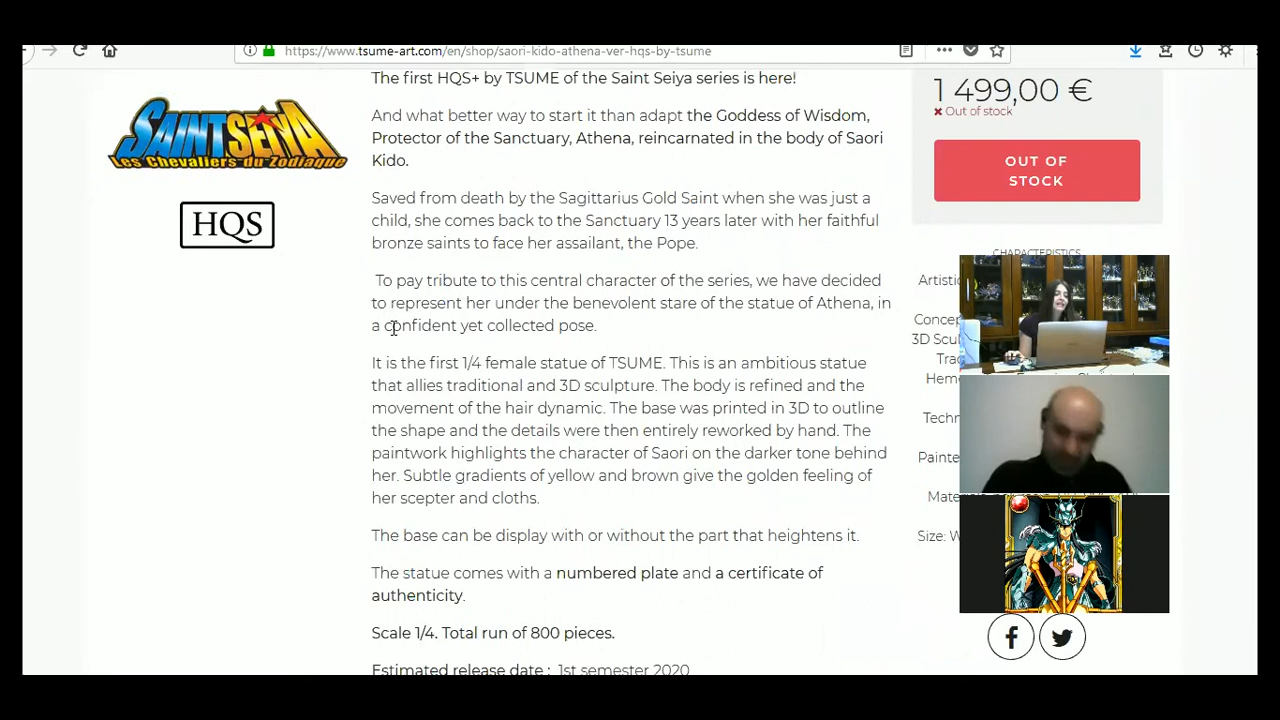 https://www.tsume-art.com/en/shop/saori-kido-athena-ver-hqs-by-tsume
The first HQS+ by TSUME of the Saint Seiya series is here!
SAINT SEIYA
Les Chevaliers du Zodiaque
HQS
And what better way to start it than adapt the Goddess of Wisdom,
Protector of the Sanctuary, Athena, reincarnated in the body of Saori
Kido.
Saved from death by the Sagittarius Gold Saint when she was just a
child, she comes back to the Sanctuary 13 years later with her faithful
bronze saints to face her assailant, the Pope.
To pay tribute to this central character of the series, we have decided
to represent her under the benevolent stare of the statue of Athena, in
a confident yet collected pose.
It is the first 1/4 female statue of TSUME. This is an ambitious statue
that allies traditional and 3D sculpture. The body is refined and the
movement of the hair dynamic. The base was printed in 3D to outline
the shape and the details were then entirely reworked by hand. The
paintwork highlights the character of Saori on the darker tone behind
her. Subtle gradients of yellow and brown give the golden feeling of
her scepter and cloths.
The base can be display with or without the part that heightens it.
The statue comes with a numbered plate and a certificate of
authenticity.
Scale 1/4. Total run of 800 pieces.
Estimated release date : 1st semester 2020
1 499,00 €
Out of stock
OUT OF
STOCK
CHARACTERISTICS
3D Scul
Size: W